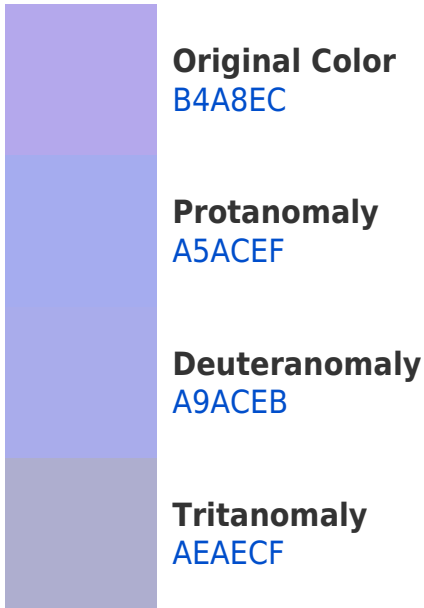 Original Color
B4A8EC
Protanomaly
A5ACEF
Deuteranomaly
A9ACEB
Tritanomaly
AEAECF